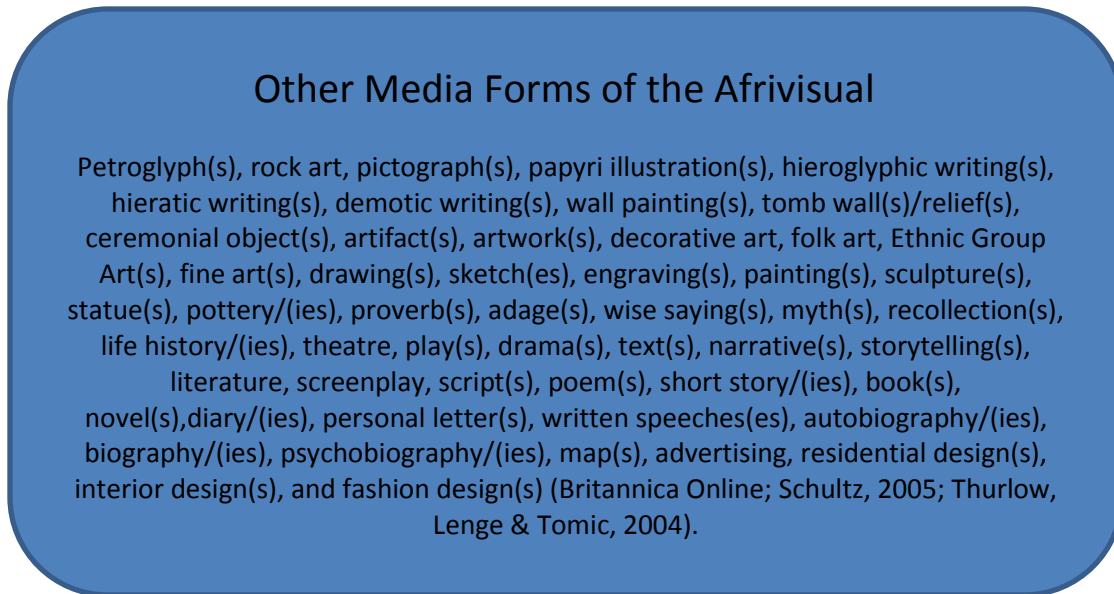 Other Media Forms of the Afrivisual
Petroglyph(s), rock art, pictograph(s), papyri illustration(s), hieroglyphic writing(s),
hieratic writing(s), demotic writing(s), wall painting(s), tomb wall(s)/relief(s),
ceremonial object(s), artifact(s), artwork(s), decorative art, folk art, Ethnic Group
Art(s), fine art(s), drawing(s), sketch(es), engraving(s), painting(s), sculpture(s),
statue(s), pottery/(ies), proverb(s), adage(s), wise saying(s), myth(s), recollection(s),
life history/(ies), theatre, play(s), drama(s), text(s), narrative(s), storytelling(s),
literature, screenplay, script(s), poem(s), short story/(ies), book(s),
novel(s),diary/(ies), personal letter(s), written speeches(es), autobiography/(ies),
biography/(ies), psychobiography/(ies), map(s), advertising, residential design(s),
interior design(s), and fashion design(s) (Britannica Online; Schultz, 2005; Thurlow,
Lenge & Tomic, 2004).